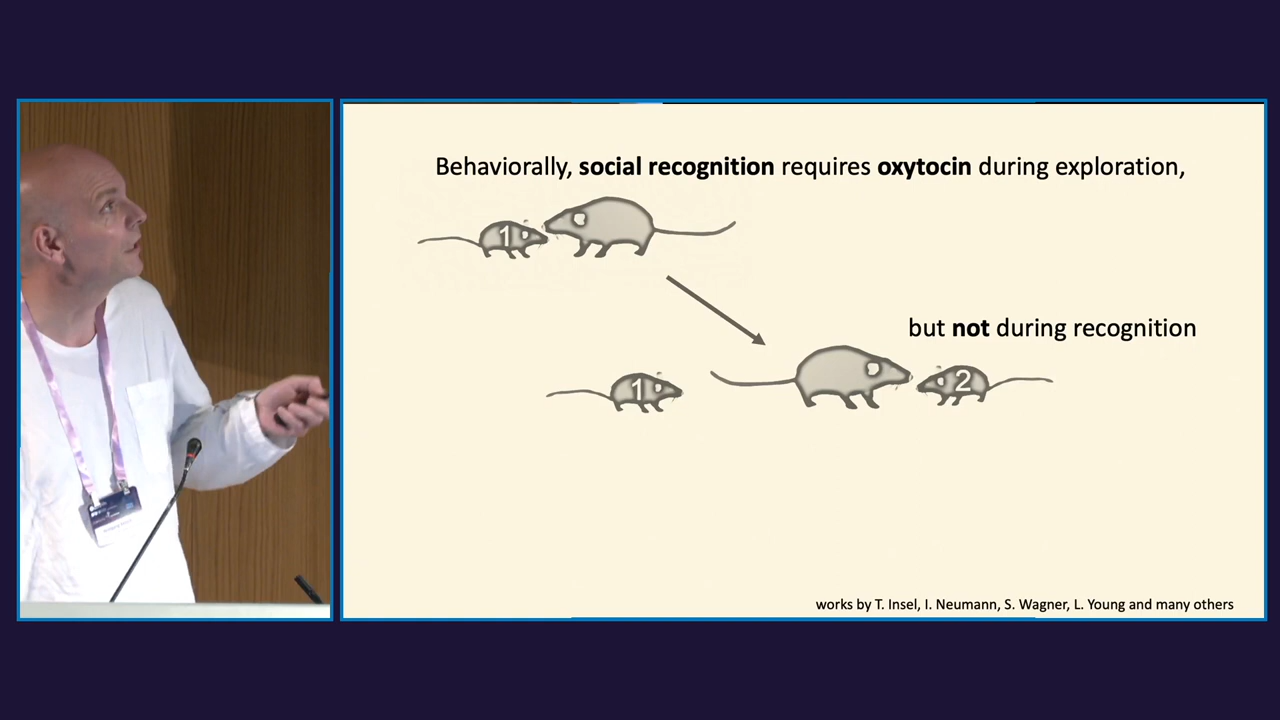 Behaviorally, social recognition requires oxytocin during exploration,
1
but not during recognition
1
2
works by T. Insel, I. Neumann, S. Wagner, L. Young and many others